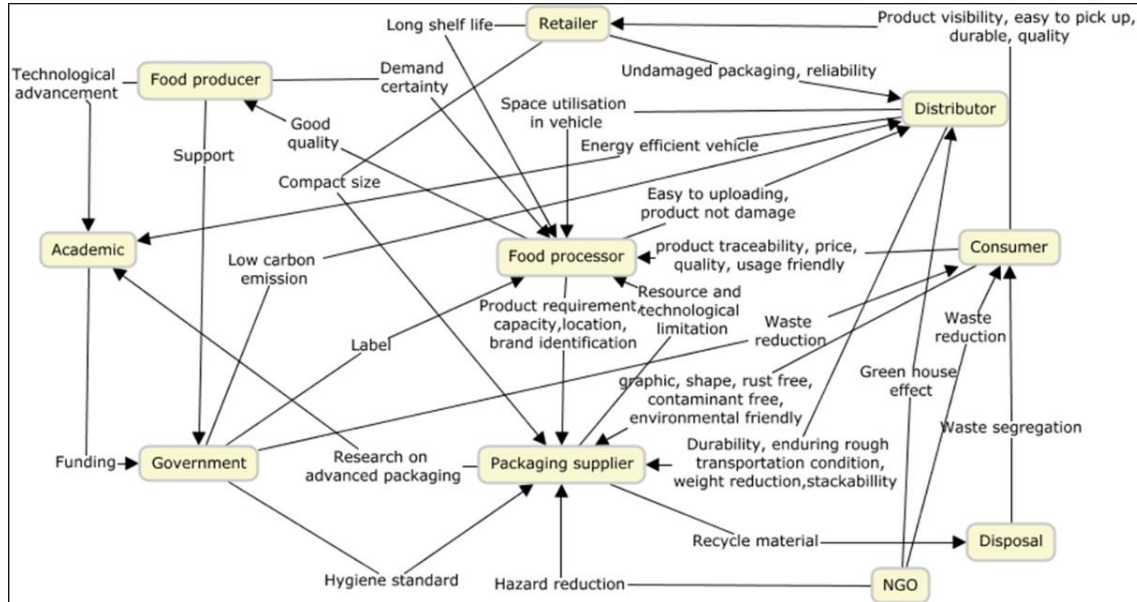 Long shelf life
Retailer
Product visibility, easy to pick up,
durable, quality
Technological
advancement
Food producer
Demand
certainty
Undamaged packaging, reliability
Space utilisation
in vehicle
Distributor
Good
quality
Energy efficient vehicle
Support
Compact size
Easy to uploading,
product not damage
Academic
Low carbon
emission
Food processor
product traceability, price,
quality, usage friendly
Consumer
Product requirement,
capacity,location,
brand identification
Resource and
technological
limitation
Waste
reduction
Waste
reduction
Label
Green house
effect
graphic, shape, rust free,
contaminant free,
environmental friendly
Waste segregation
Funding
Government
Research on
advanced packaging
Packaging supplier
Durability, enduring rough
transportation condition,
weight reduction,stackabillity
Recycle material
Disposal
Hygiene standard
Hazard reduction
NGO